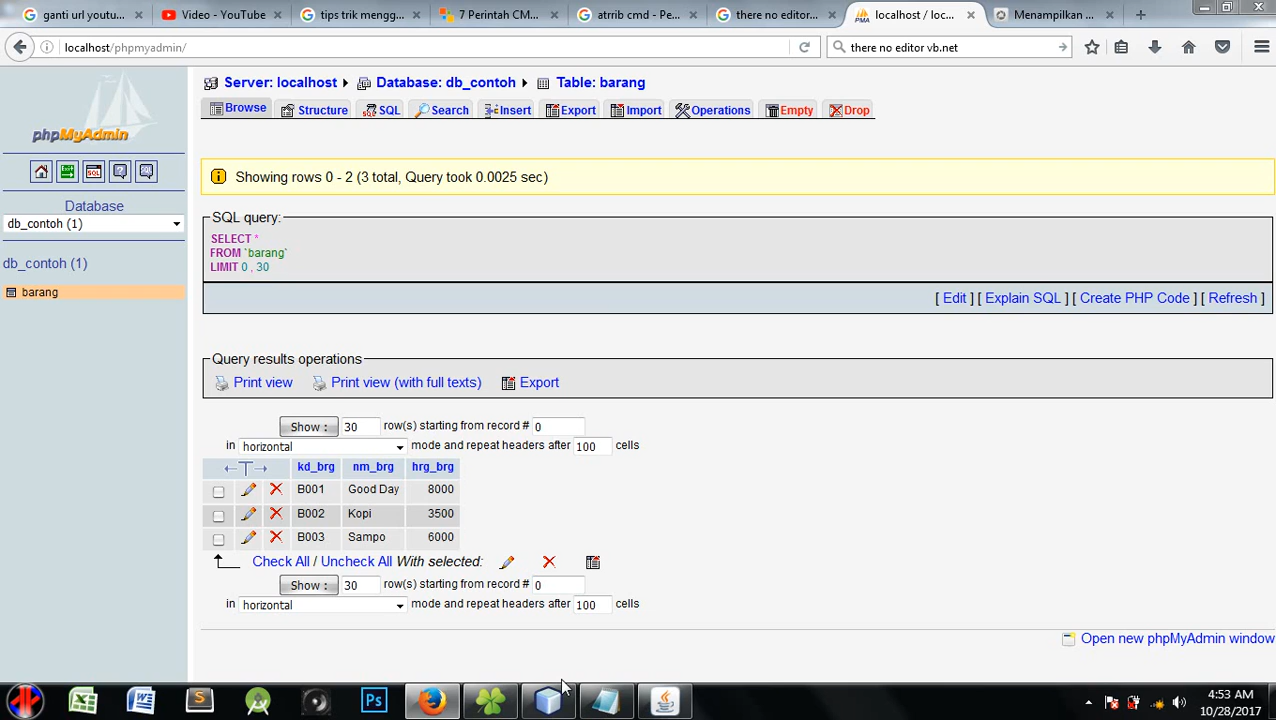 ganti url youtu...
Video - YouTube
tips trik mengg...
7 Perintah CM...
atrrib cmd - Pe...
there no editor...
localhost / loc...
Menampilkan ...
localhost/phpmyadmin/
there no editor vb.net
phpMyAdmin
Server: localhost
Database: db_contoh
Table: barang
Browse
Structure
SQL
Search
Insert
Export
Import
Operations
Empty
Drop
Showing rows 0 - 2 (3 total, Query took 0.0025 sec)
Database
db_contoh (1)
db_contoh (1)
barang
SQL query:
SELECT *
FROM `barang`
LIMIT 0 , 30
[ Edit ] [ Explain SQL ] [ Create PHP Code ] [ Refresh ]
Query results operations
Print view
Print view (with full texts)
Export
Show : 30 row(s) starting from record # 0
in horizontal mode and repeat headers after 100 cells
kd_brg nm_brg hrg_brg
B001 Good Day 8000
B002 Kopi 3500
B003 Sampo 6000
Check All / Uncheck All With selected:
Show : 30 row(s) starting from record # 0
in horizontal mode and repeat headers after 100 cells
Open new phpMyAdmin window
4:53 AM
10/28/2017